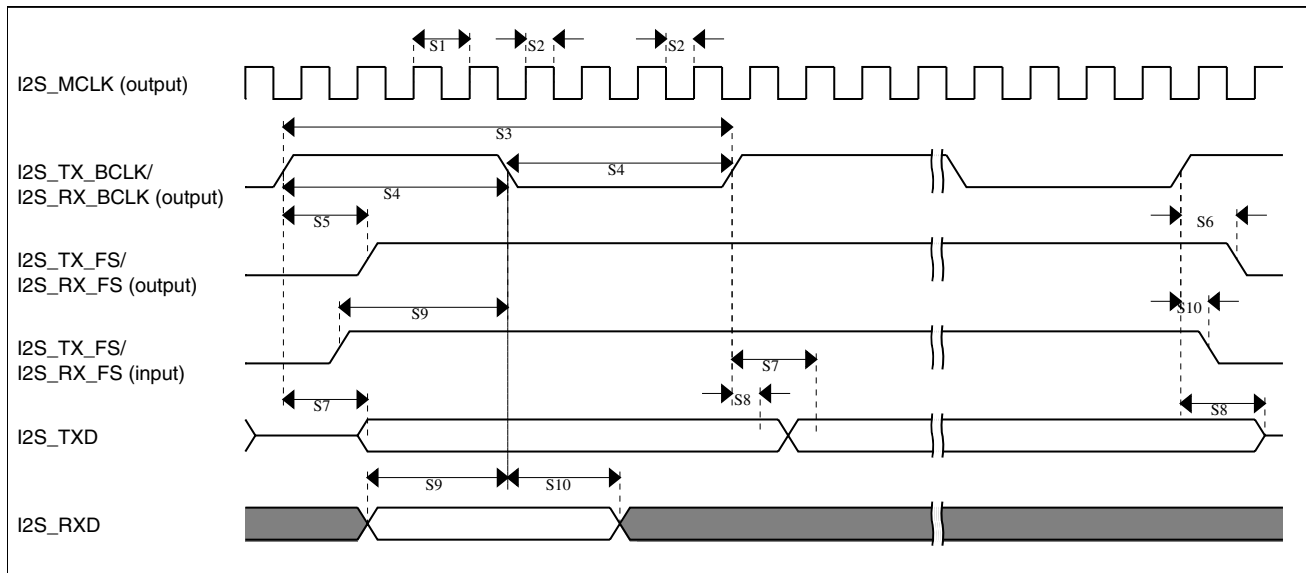 S1
S2
S2
I2S_MCLK (output)
S3
I2S_TX_BCLK/
I2S_RX_BCLK (output)
S4
S4
S5
S6
I2S_TX_FS/
I2S_RX_FS (output)
S9
S10
I2S_TX_FS/
I2S_RX_FS (input)
S7
S7
S8
S8
I2S_TXD
S9
S10
I2S_RXD